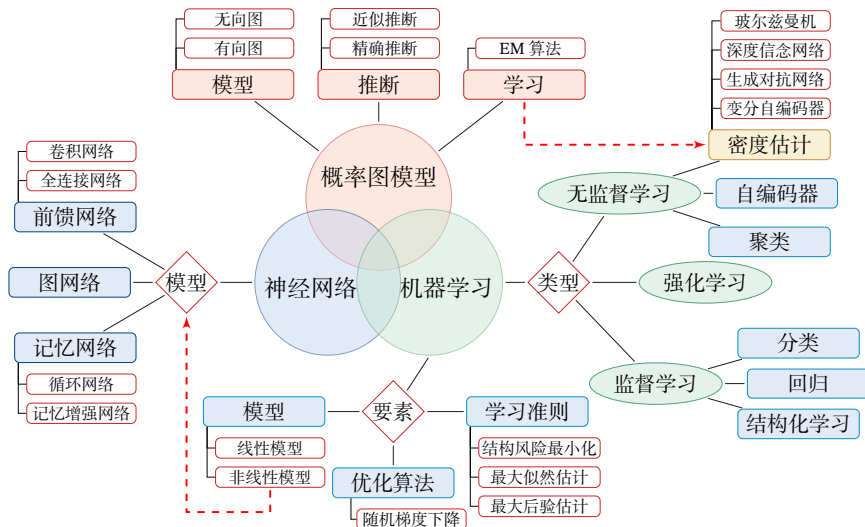 无向图
有向图
模型
近似推断
精确推断
推断
EM 算法
学习
玻尔兹曼机
深度信念网络
生成对抗网络
变分自编码器
密度估计
概率图模型
神经网络
机器学习
卷积网络
全连接网络
前馈网络
图网络
记忆网络
循环网络
记忆增强网络
模型
类型
无监督学习
自编码器
聚类
强化学习
监督学习
分类
回归
结构化学习
要素
模型
线性模型
非线性模型
优化算法
随机梯度下降
学习准则
结构风险最小化
最大似然估计
最大后验估计